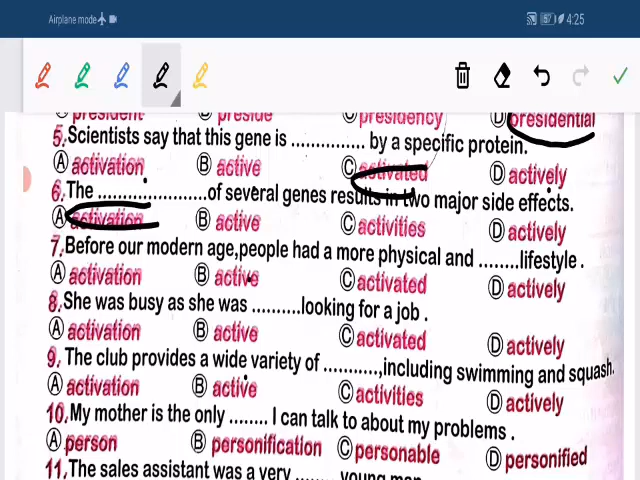 Airplane mode 57 4:25
president B preside C presidency D presidential
5. Scientists say that this gene is .............. by a specific protein.
A activation B active C activated D actively
6. The ......................of several genes results in two major side effects.
A activation B active C activities D actively
7. Before our modern age,people had a more physical and ........lifestyle .
A activation B active C activated D actively
8. She was busy as she was ..........looking for a job .
A activation B active C activated D actively
9. The club provides a wide variety of ...........,including swimming and squash.
A activation B active C activities D actively
10. My mother is the only ........ I can talk to about my problems .
A person B personification C personable D personified
11. The sales assistant was a very ........ young man